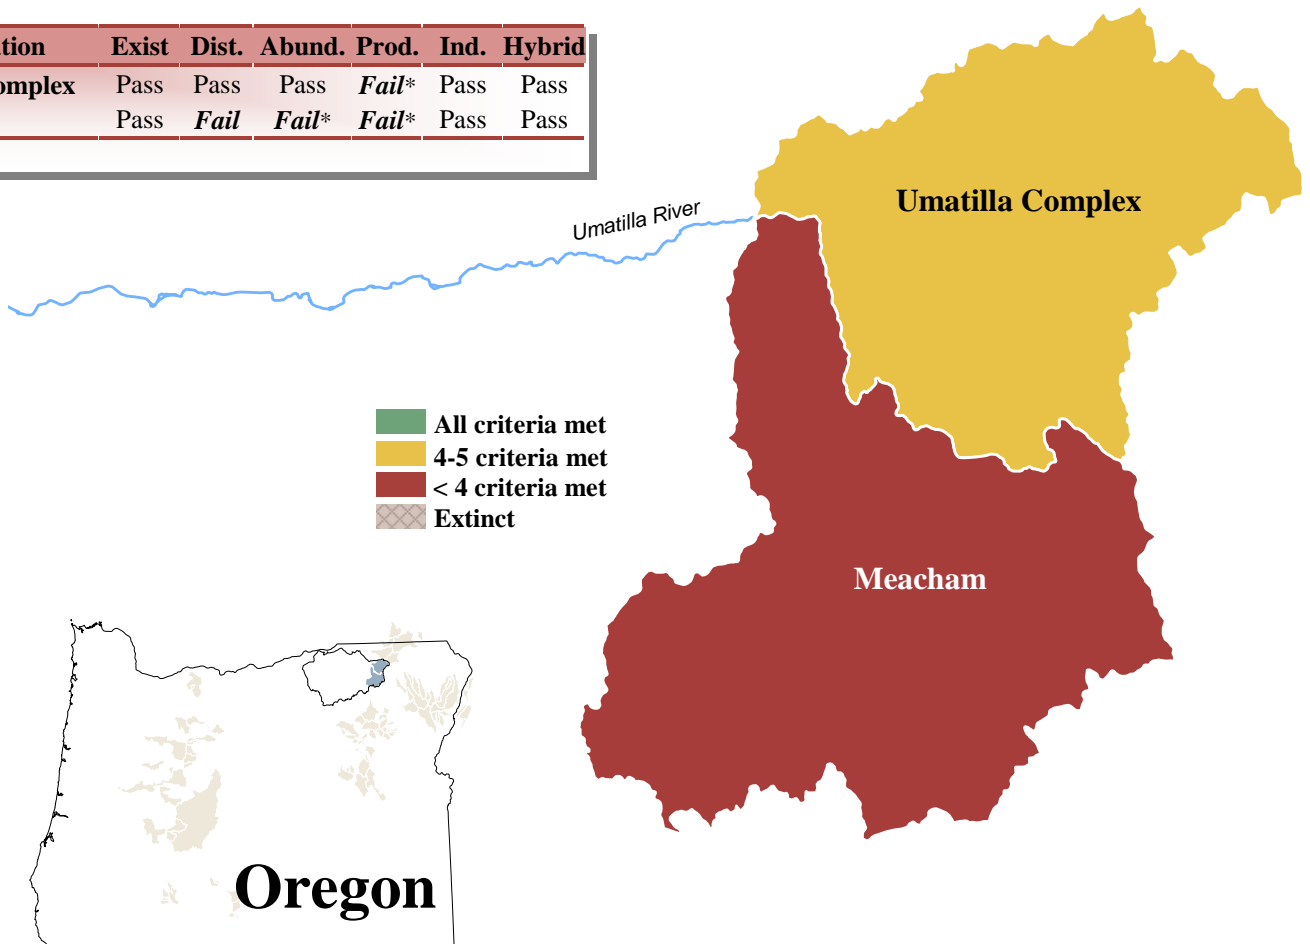 tion Exist Dist. Abund. Prod. Ind. Hybrid
omplex Pass Pass Pass Fail* Pass Pass
Pass Fail Fail* Fail* Pass Pass
Umatilla Complex
Umatilla River
All criteria met
4-5 criteria met
< 4 criteria met
Extinct
Meacham
Oregon